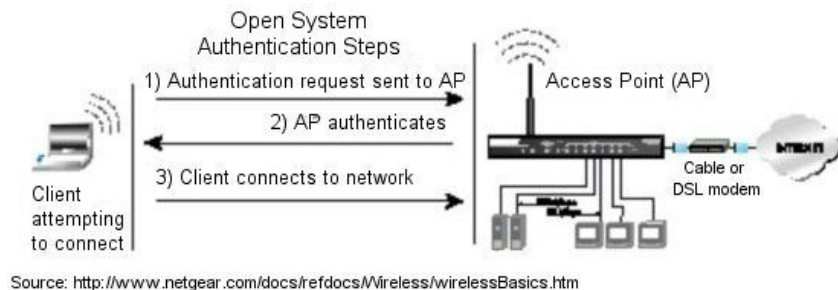 Open System
Authentication Steps
1) Authentication request sent to AP
Access Point (AP)
2) AP authenticates
3) Client connects to network
Client
attempting
to connect
Cable or
DSL modem
Source: http://www.netgear.com/docs/refdocs/Wireless/wirelessBasics.htm